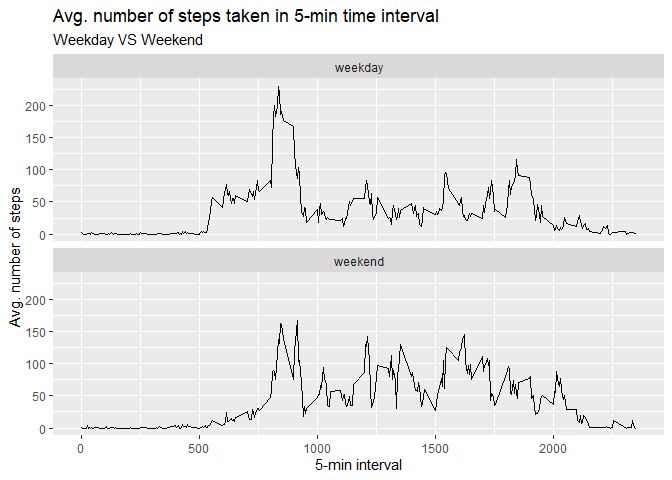 Avg. number of steps taken in 5-min time interval
Weekday VS Weekend
weekday
200
150
100
50
0
weekend
200
150
100
50
0
Avg. number of steps
0 500 1000 1500 2000
5-min interval